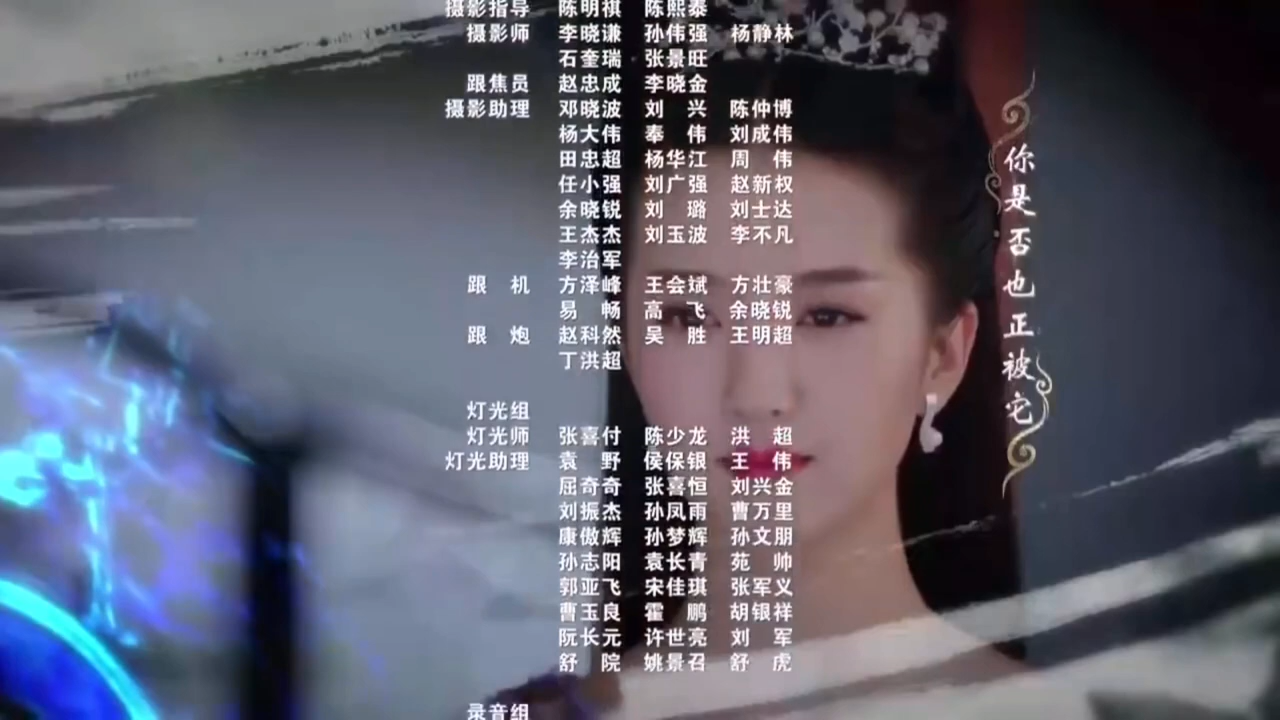 摄影指导 陈明祺 陈熙泰
摄影师 李晓谦 孙伟强 杨静林
石奎瑞 张景旺
跟焦员 赵忠成 李晓金
摄影助理 邓晓波 刘兴 陈仲博
杨大伟 奉伟 刘成伟
田忠超 杨华江 周伟
任小强 刘广强 赵新权
余晓锐 刘璐 刘士达
王杰杰 刘玉波 李不凡
李治军
跟机 方泽峰 王会斌 方壮豪
易畅 高飞 余晓锐
跟炮 赵科然 吴胜 王明超
丁洪超
灯光组
灯光师 张喜付 陈少龙 洪超
灯光助理 袁野 侯保银 王伟
屈奇奇 张喜恒 刘兴金
刘振杰 孙凤雨 曹万里
康傲辉 孙梦辉 孙文朋
孙志阳 袁长青 苑帅
郭亚飞 宋佳琪 张军义
曹玉良 霍鹏 胡银祥
阮长元 许世亮 刘军
舒院 姚景召 舒虎
录音组
你是否也正被它